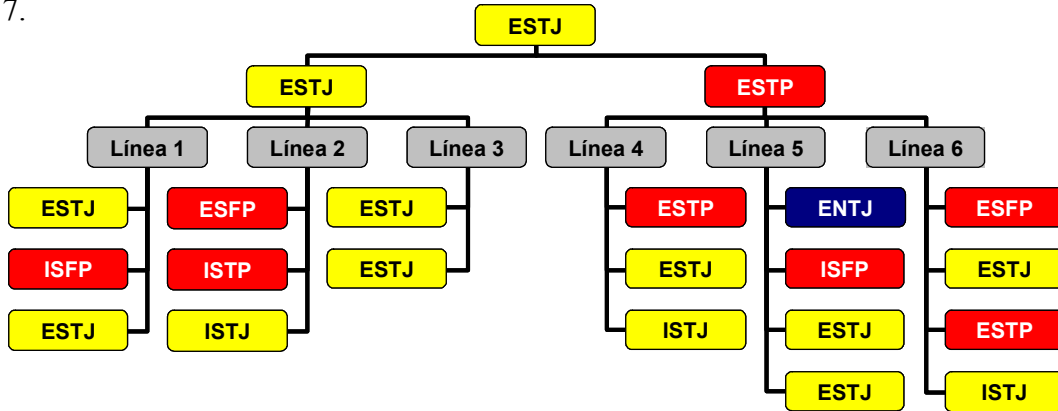 7.
ESTJ
ESTJ ESTP
Línea 1 Línea 2 Línea 3 Línea 4 Línea 5 Línea 6
ESTJ ESFP ESTJ ESTP ENTJ ESFP
ISFP ISTP ESTJ ESTJ ISFP ESTJ
ESTJ ISTJ ISTJ ESTJ ESTP
ESTJ ISTJ